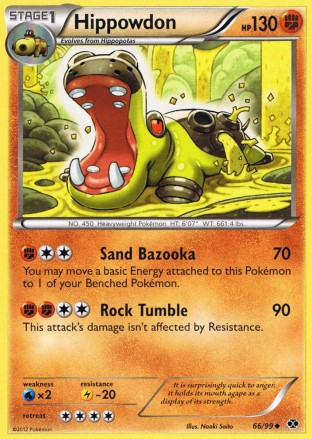 STAGE1
Hippowdon
HP130
Evolves from Hippopotas
NO. 450 Heavyweight Pokémon HT: 6'07" WT: 661.4 lbs.
Sand Bazooka 70
You may move a basic Energy attached to this Pokémon
to 1 of your Benched Pokémon.
Rock Tumble 90
This attack's damage isn't affected by Resistance.
weakness resistance
×2 -20
retreat
It is surprisingly quick to anger.
It holds its mouth agape as a
display of its strength.
©2012 Pokémon
Illus. Naoki Saito
66/99